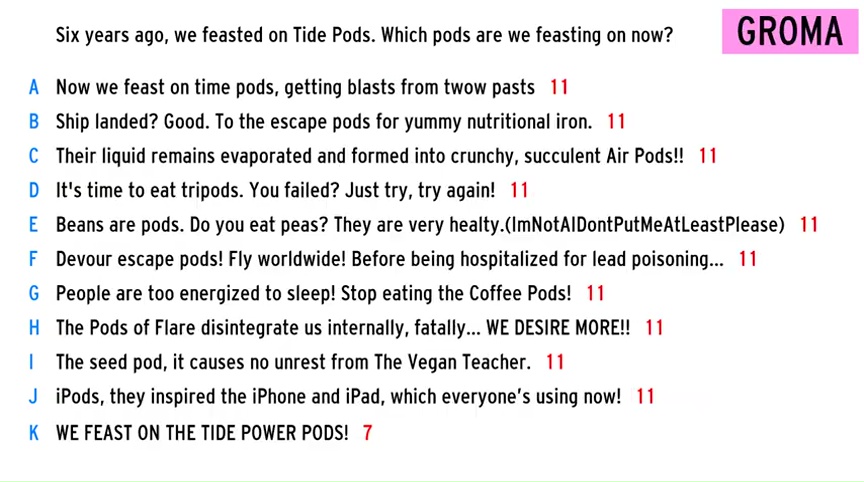 Six years ago, we feasted on Tide Pods. Which pods are we feasting on now?
GROMA
A Now we feast on time pods, getting blasts from twow pasts 11
B Ship landed? Good. To the escape pods for yummy nutritional iron. 11
C Their liquid remains evaporated and formed into crunchy, succulent Air Pods!! 11
D It's time to eat tripods. You failed? Just try, try again! 11
E Beans are pods. Do you eat peas? They are very healty.(ImNotAIDontPutMeAtLeastPlease) 11
F Devour escape pods! Fly worldwide! Before being hospitalized for lead poisoning... 11
G People are too energized to sleep! Stop eating the Coffee Pods! 11
H The Pods of Flare disintegrate us internally, fatally... WE DESIRE MORE!! 11
I The seed pod, it causes no unrest from The Vegan Teacher. 11
J iPods, they inspired the iPhone and iPad, which everyone's using now! 11
K WE FEAST ON THE TIDE POWER PODS! 7